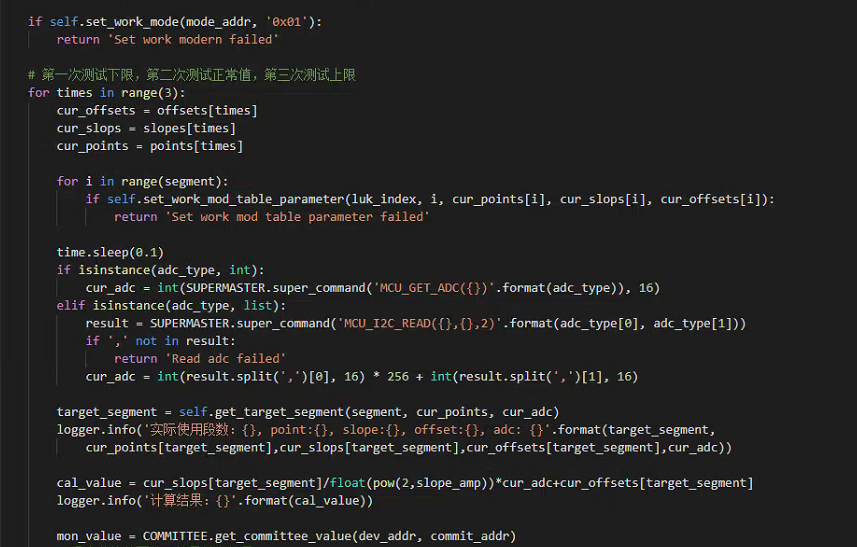 if self.set_work_mode(mode_addr, '0x01'):
return 'Set work modern failed'
# 第一次测试下限，第二次测试正常值，第三次测试上限
for times in range(3):
cur_offsets = offsets[times]
cur_slops = slopes[times]
cur_points = points[times]
for i in range(segment):
if self.set_work_mod_table_parameter(luk_index, i, cur_points[i], cur_slops[i], cur_offsets[i]):
return 'Set work mod table parameter failed'
time.sleep(0.1)
if isinstance(adc_type, int):
cur_adc = int(SUPERMASTER.super_command('MCU_GET_ADC({})'.format(adc_type)), 16)
elif isinstance(adc_type, list):
result = SUPERMASTER.super_command('MCU_I2C_READ({},{},2)'.format(adc_type[0], adc_type[1]))
if ',' not in result:
return 'Read adc failed'
cur_adc = int(result.split(',')[0], 16) * 256 + int(result.split(',')[1], 16)
target_segment = self.get_target_segment(segment, cur_points, cur_adc)
logger.info('实际使用段数：{}, point:{}, slope:{}, offset:{}, adc: {}'.format(target_segment,
cur_points[target_segment],cur_slops[target_segment],cur_offsets[target_segment],cur_adc))
cal_value = cur_slops[target_segment]/float(pow(2,slope_amp))*cur_adc+cur_offsets[target_segment]
logger.info('计算结果：{}'.format(cal_value))
mon_value = COMMITTEE.get_committee_value(dev_addr, commit_addr)